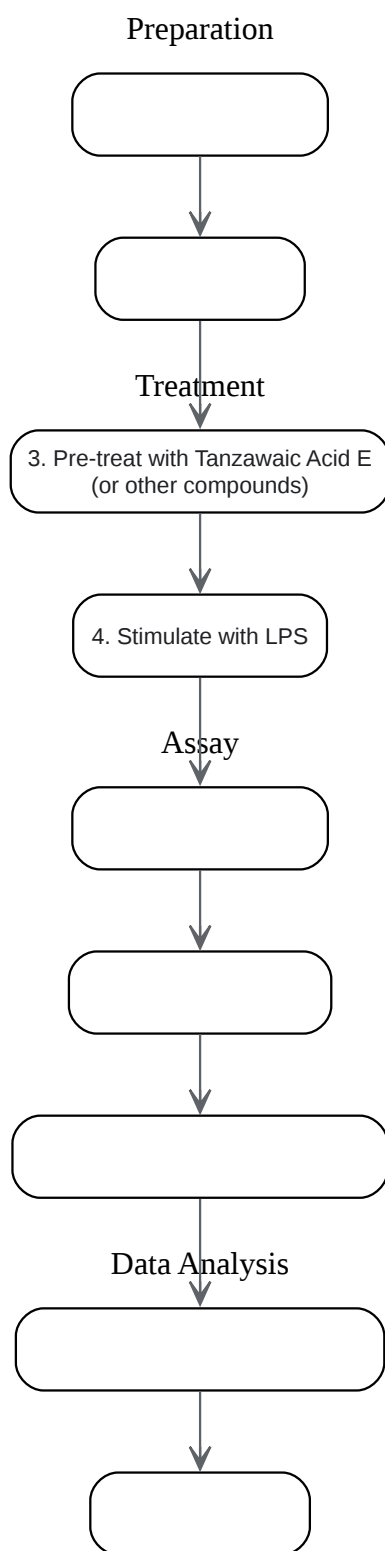 Preparation
Treatment
3. Pre-treat with Tanzawaic Acid E
(or other compounds)
4. Stimulate with LPS
Assay
Data Analysis